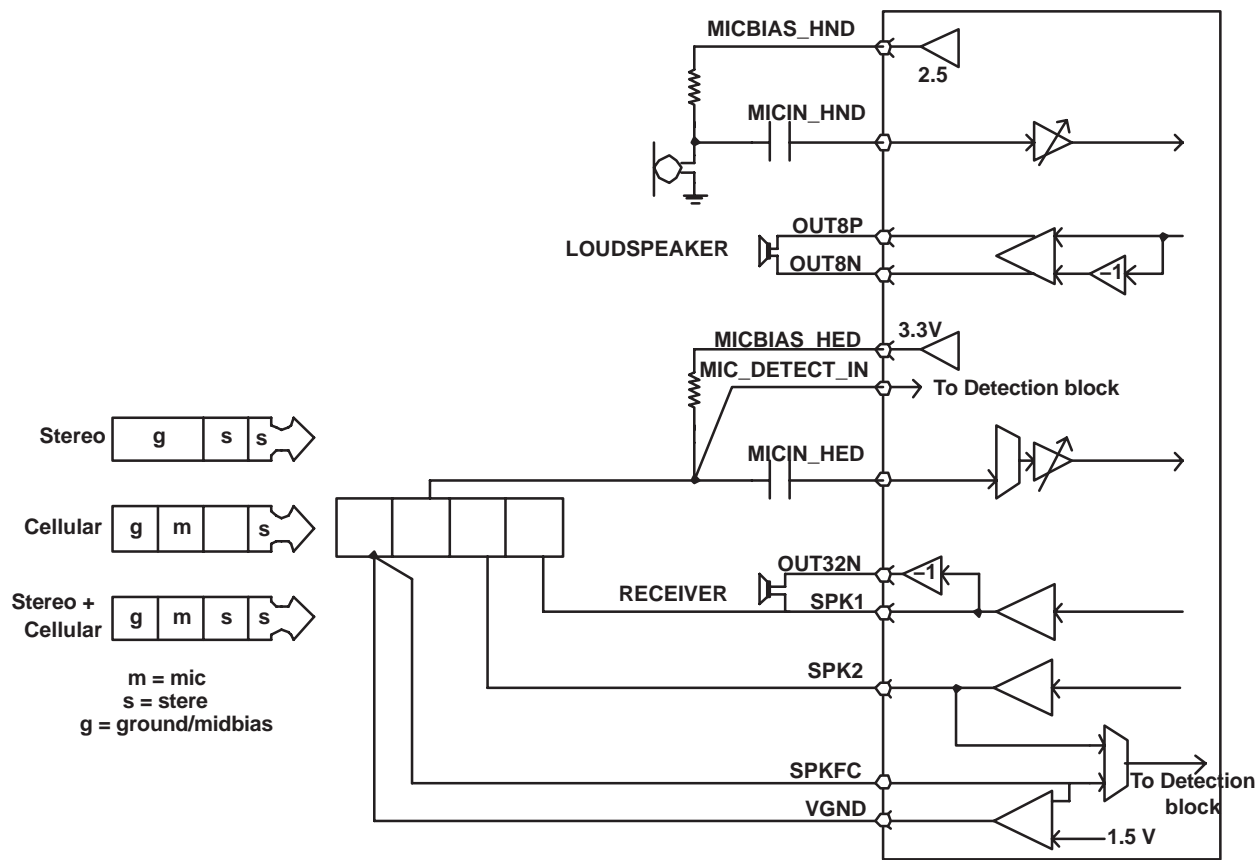 MICBIAS_HND
2.5
MICIN_HND
OUT8P
LOUDSPEAKER
OUT8N
–1
MICBIAS_HED
3.3V
MIC_DETECT_IN
To Detection block
Stereo
g
s
s
MICIN_HED
Cellular
g
m
s
OUT32N
–1
RECEIVER
SPK1
Stereo +
Cellular
g
m
s
s
SPK2
m = mic
s = stere
g = ground/midbias
SPKFC
To Detection
block
VGND
1.5 V